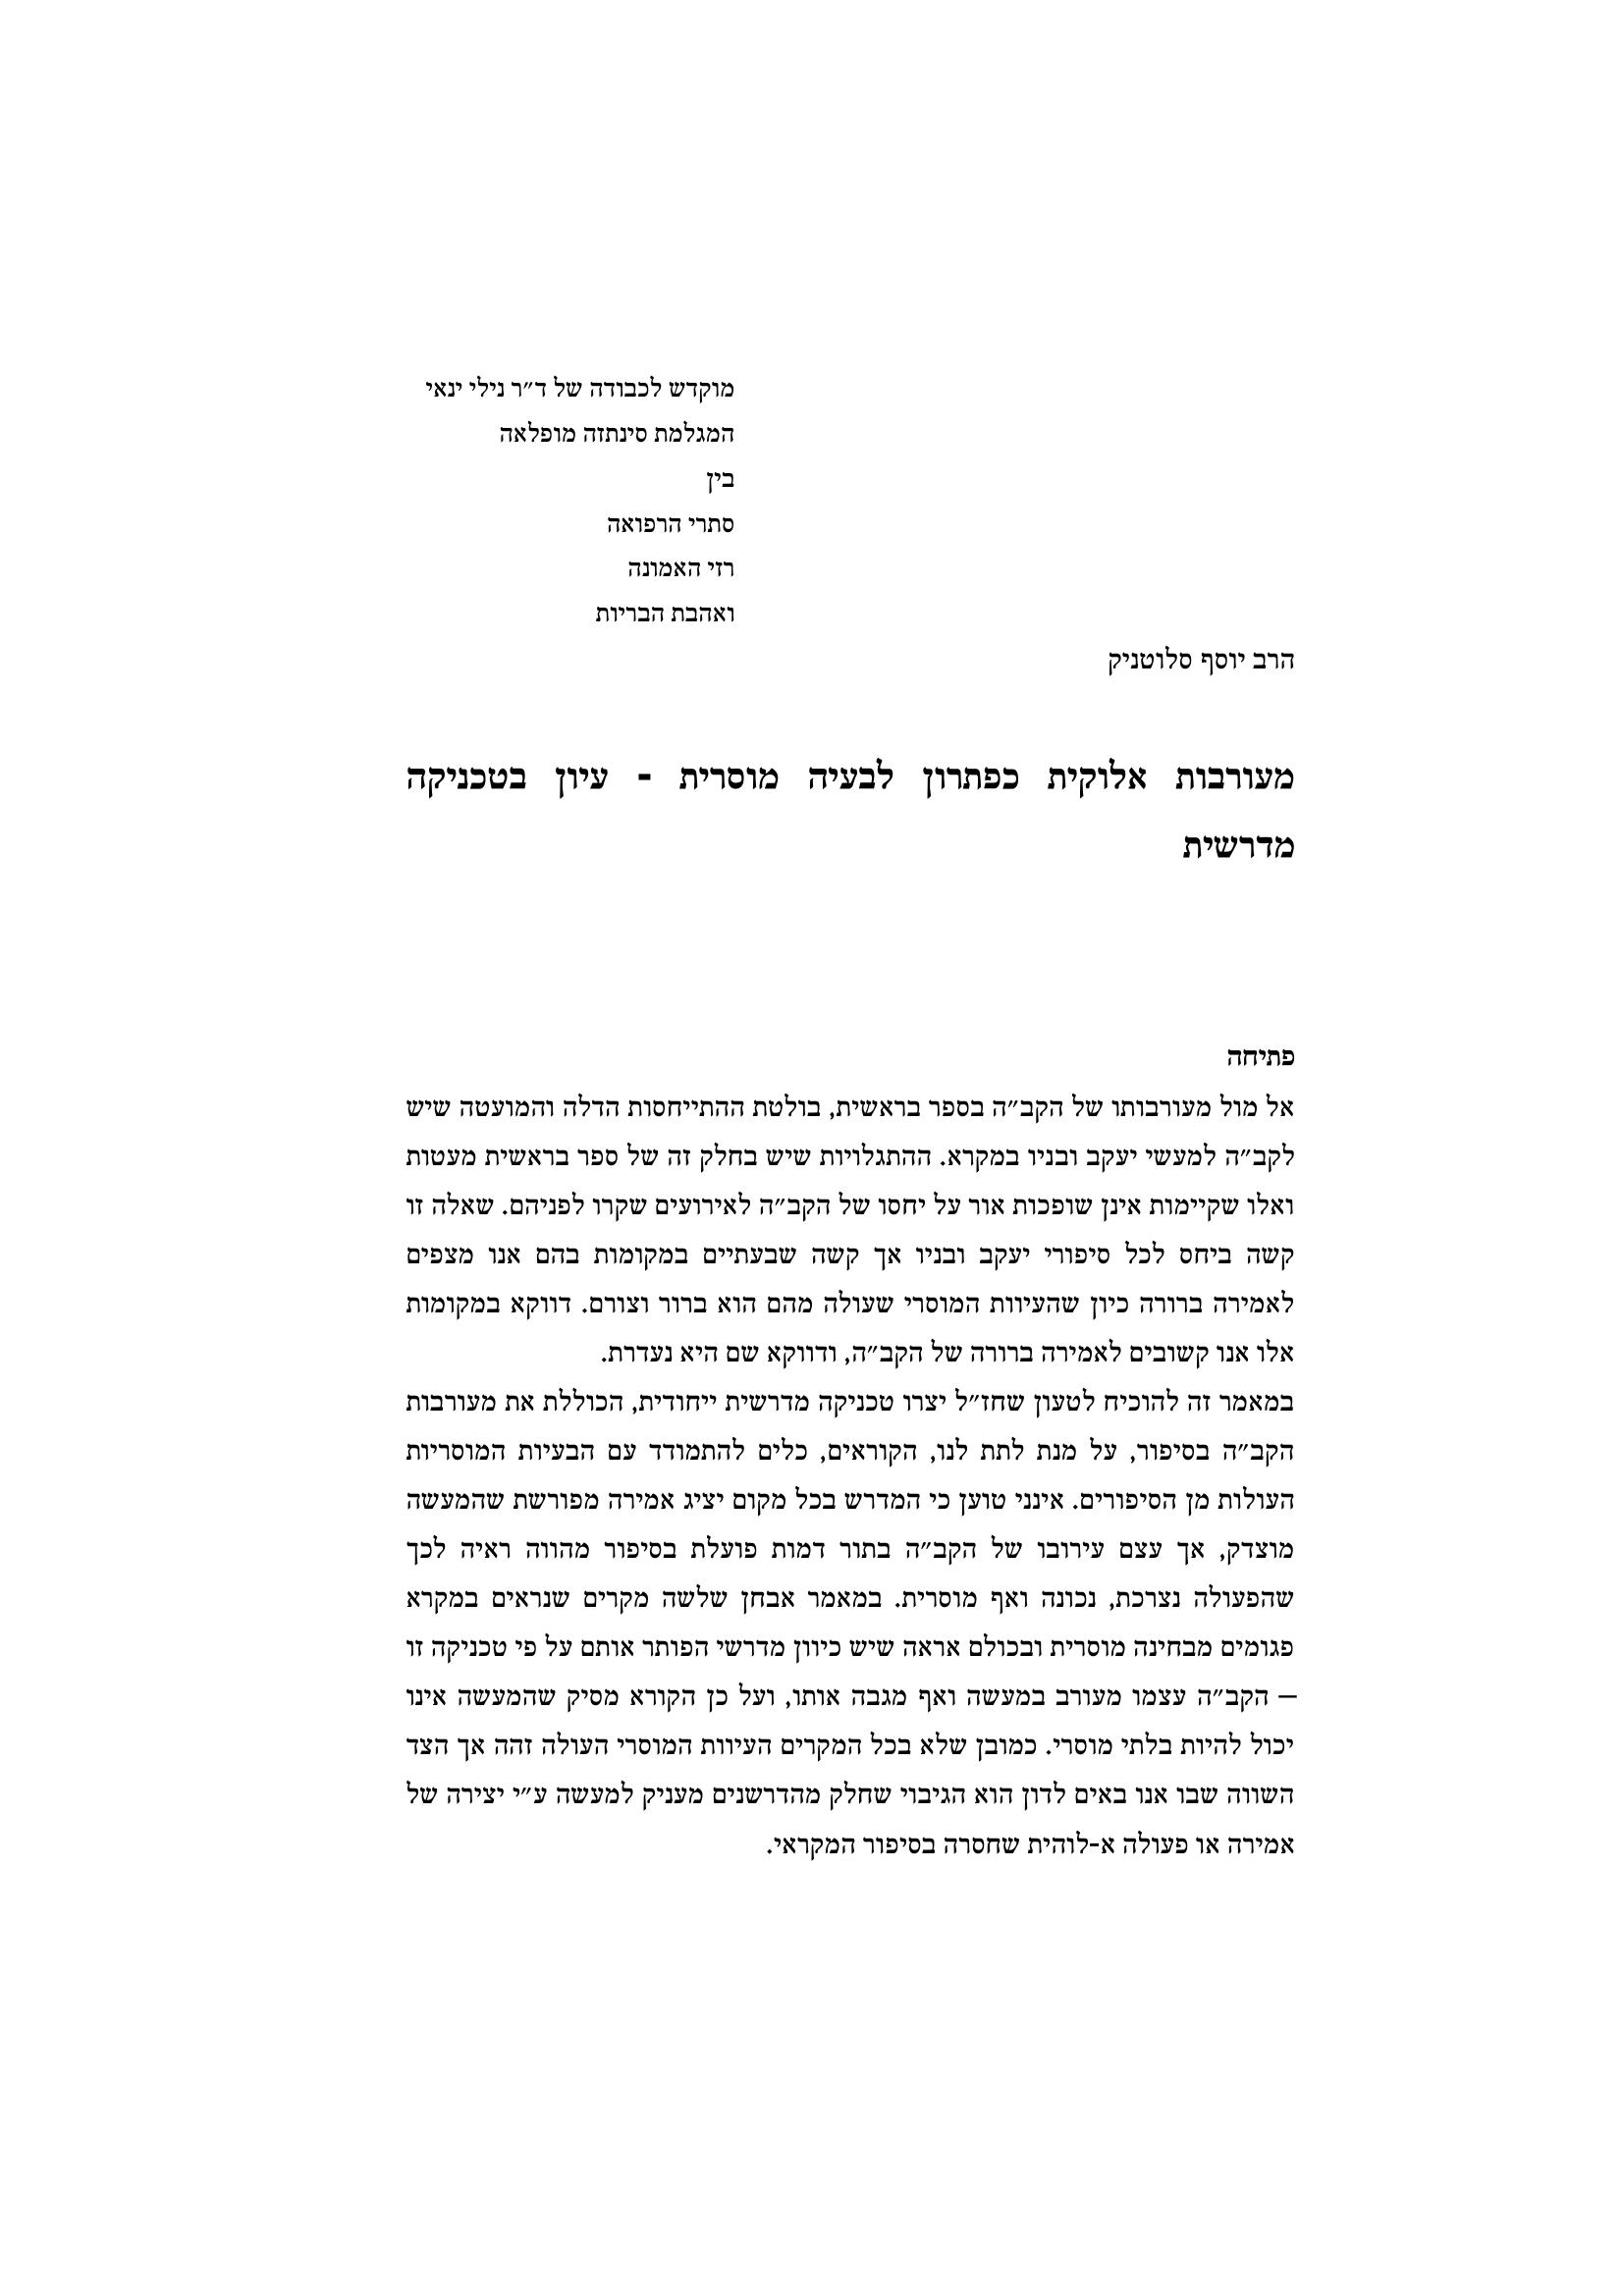 מוקדש לכבודה של ד״ר נילי ינאי
המגלמת סינתזה מופלאה
בין
סתרי הרפואה
רזי האמונה
ואהבת הבריות
הרב יוסף סלוטניק
מעורבות אלוקית כפתרון לבעיה מוסרית - עיון בטכניקה
מדרשית
פתיחה
אל מול מעורבותו של הקב״ה בספר בראשית, בולטת ההתייחסות הדלה והמועטה שיש
לקב״ה למעשי יעקב ובניו במקרא. ההתגלויות שיש בחלק זה של ספר בראשית מעטות
ואלו שקיימות אינן שופכות אור על יחסו של הקב״ה לאירועים שקרו לפניהם. שאלה זו
קשה ביחס לכל סיפורי יעקב ובניו אך קשה שבעתיים במקומות בהם אנו מצפים
לאמירה ברורה כיון שהעיוות המוסרי שעולה מהם הוא ברור וצורם. דווקא במקומות
אלו אנו קשובים לאמירה ברורה של הקב״ה, ודווקא שם היא נעדרת.
במאמר זה להוכיח לטעון שחז״ל יצרו טכניקה מדרשית ייחודית, הכוללת את מעורבות
הקב״ה בסיפור, על מנת לתת לנו, הקוראים, כלים להתמודד עם הבעיות המוסריות
העולות מן הסיפורים. אינני טוען כי המדרש בכל מקום יציג אמירה מפורשת שהמעשה
מוצדק, אך עצם עירובו של הקב״ה בתור דמות פועלת בסיפור מהווה ראיה לכך
שהפעולה נצרכת, נכונה ואף מוסרית. במאמר אבחן שלשה מקרים שנראים במקרא
פגומים מבחינה מוסרית ובכולם אראה שיש כיוון מדרשי הפותר אותם על פי טכניקה זו
– הקב״ה עצמו מעורב במעשה ואף מגבה אותו, ועל כן הקורא מסיק שהמעשה אינו
יכול להיות בלתי מוסרי. כמובן שלא בכל המקרים העיוות המוסרי העולה זהה אך הצד
השווה שבו אנו באים לדון הוא הגיבוי שחלק מהדרשנים מעניק למעשה ע״י יצירה של
אמירה או פעולה א-לוהית שחסרה בסיפור המקראי.